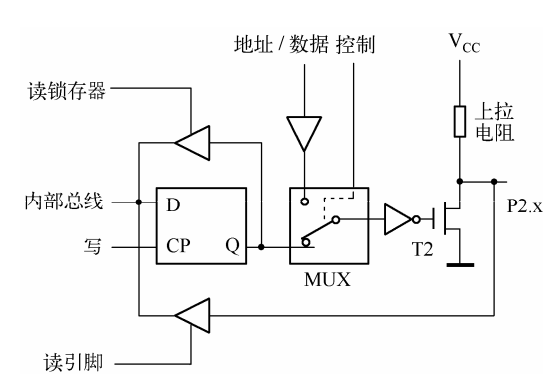 地址 / 数据 控制
VCC
读锁存器
上拉
电阻
内部总线
D
P2.x
写
CP
Q
T2
MUX
读引脚